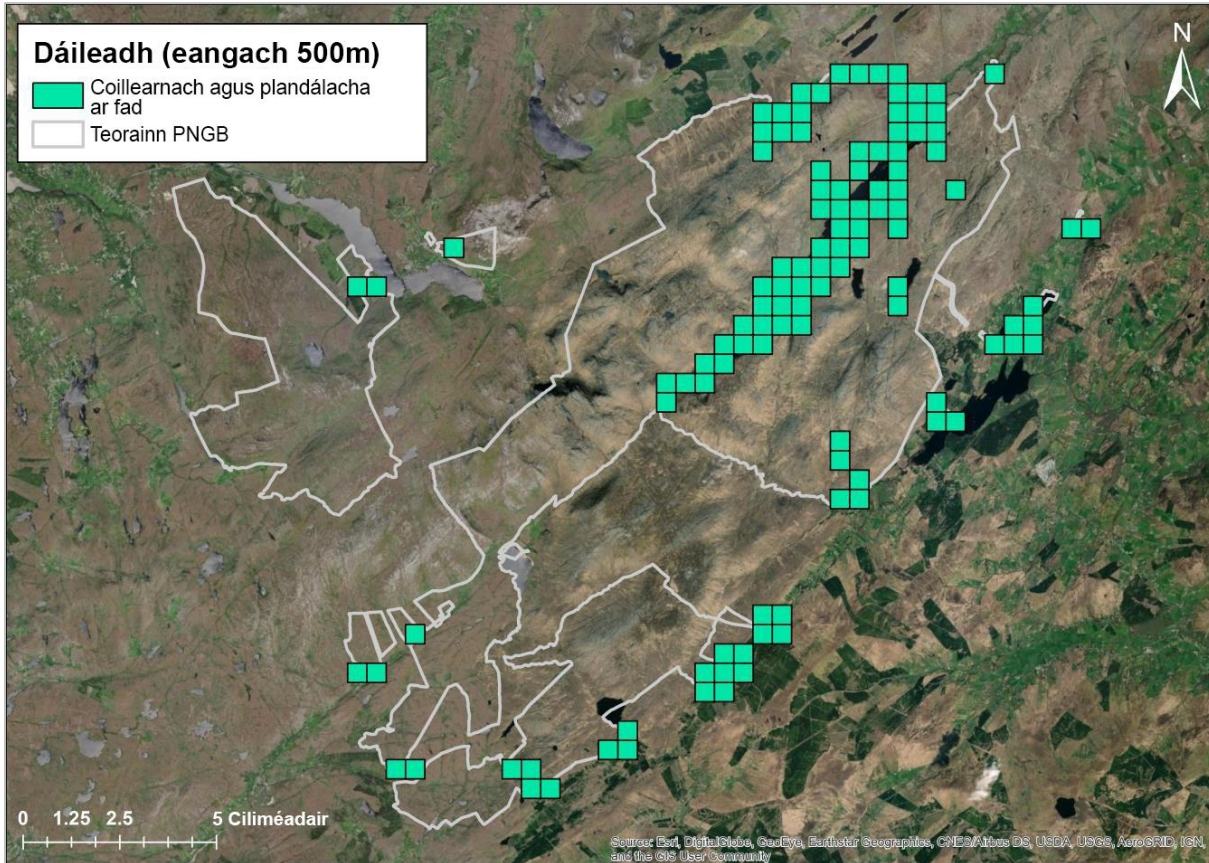 Dáileadh (eangach 500m)
Coillearnach agus plandálacha
ar fad
Teorainn PNGB
N
0 1.25 2.5 5 Ciliméadair
Source: Esri, DigitalGlobe, GeoEye, Earthstar Geographics, CNES/Airbus DS, USDA, USGS, AeroGRID, IGN,
and the GIS User Community